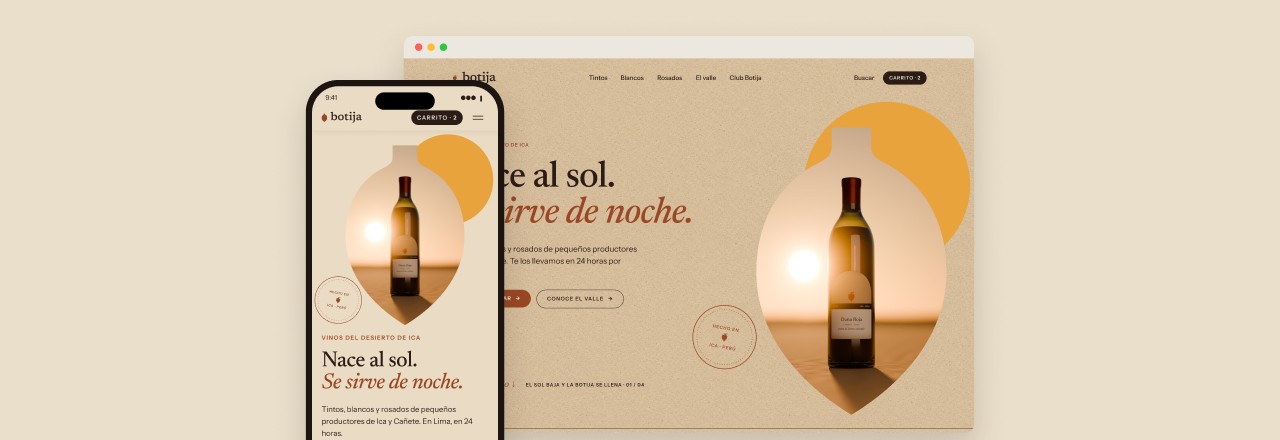 botija
Tintos
Blancos
Rosados
El valle
Club Botija
Buscar
CARRITO · 2
DE ICA
ce al sol.
irve de noche.
y rosados de pequeños productores
Te los llevamos en 24 horas por
CONOCE EL VALLE →
HECHO EN
ICA · PERÚ
EL SOL BAJA Y LA BOTIJA SE LLENA · 01 / 04
9:41
botija
CARRITO · 2
HECHO EN
ICA · PERÚ
VINOS DEL DESIERTO DE ICA
Nace al sol.
Se sirve de noche.
Tintos, blancos y rosados de pequeños
productores de Ica y Cañete. En Lima, en 24
horas.